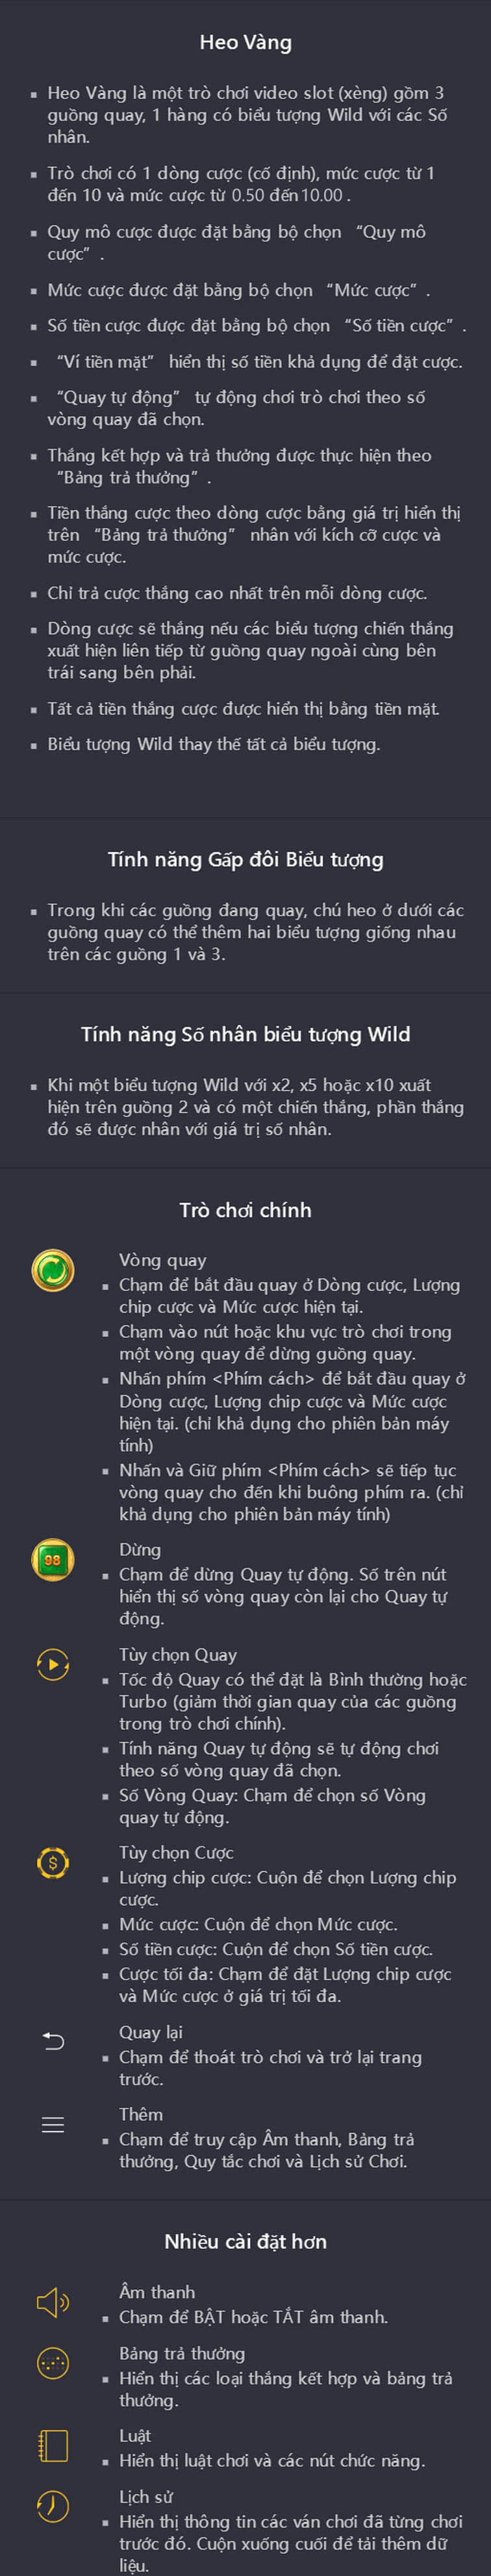 Heo Vàng
▪ Heo Vàng là một trò chơi video slot (xèng) gồm 3
guồng quay, 1 hàng có biểu tượng Wild với các Số
nhân.
▪ Trò chơi có 1 dòng cược (cố định), mức cược từ 1
đến 10 và mức cược từ 0.50 đến 10.00 .
▪ Quy mô cược được đặt bằng bộ chọn “Quy mô
cược” .
▪ Mức cược được đặt bằng bộ chọn “Mức cược” .
▪ Số tiền cược được đặt bằng bộ chọn “Số tiền cược” .
▪ “Ví tiền mặt” hiển thị số tiền khả dụng để đặt cược.
▪ “Quay tự động” tự động chơi trò chơi theo số
vòng quay đã chọn.
▪ Thắng kết hợp và trả thưởng được thực hiện theo
“Bảng trả thưởng” .
▪ Tiền thắng cược theo dòng cược bằng giá trị hiển thị
trên “Bảng trả thưởng” nhân với kích cỡ cược và
mức cược.
▪ Chỉ trả cược thắng cao nhất trên mỗi dòng cược.
▪ Dòng cược sẽ thắng nếu các biểu tượng chiến thắng
xuất hiện liên tiếp từ guồng quay ngoài cùng bên
trái sang bên phải.
▪ Tất cả tiền thắng cược được hiển thị bằng tiền mặt.
▪ Biểu tượng Wild thay thế tất cả biểu tượng.
Tính năng Gấp đôi Biểu tượng
▪ Trong khi các guồng đang quay, chú heo ở dưới các
guồng quay có thể thêm hai biểu tượng giống nhau
trên các guồng 1 và 3.
Tính năng Số nhân biểu tượng Wild
▪ Khi một biểu tượng Wild với x2, x5 hoặc x10 xuất
hiện trên guồng 2 và có một chiến thắng, phần thắng
đó sẽ được nhân với giá trị số nhân.
Trò chơi chính
Vòng quay
▪ Chạm để bắt đầu quay ở Dòng cược, Lượng
chip cược và Mức cược hiện tại.
▪ Chạm vào nút hoặc khu vực trò chơi trong
một vòng quay để dừng guồng quay.
▪ Nhấn phím <Phím cách> để bắt đầu quay ở
Dòng cược, Lượng chip cược và Mức cược
hiện tại. (chỉ khả dụng cho phiên bản máy
tính)
▪ Nhấn và Giữ phím <Phím cách> sẽ tiếp tục
vòng quay cho đến khi buông phím ra. (chỉ
khả dụng cho phiên bản máy tính)
98
Dừng
▪ Chạm để dừng Quay tự động. Số trên nút
hiển thị số vòng quay còn lại cho Quay tự
động.
Tùy chọn Quay
▪ Tốc độ Quay có thể đặt là Bình thường hoặc
Turbo (giảm thời gian quay của các guồng
trong trò chơi chính).
▪ Tính năng Quay tự động sẽ tự động chơi
theo số vòng quay đã chọn.
▪ Số Vòng Quay: Chạm để chọn số Vòng
quay tự động.
$
Tùy chọn Cược
▪ Lượng chip cược: Cuộn để chọn Lượng chip
cược.
▪ Mức cược: Cuộn để chọn Mức cược.
▪ Số tiền cược: Cuộn để chọn Số tiền cược.
▪ Cược tối đa: Chạm để đặt Lượng chip cược
và Mức cược ở giá trị tối đa.
Quay lại
▪ Chạm để thoát trò chơi và trở lại trang
trước.
Thêm
▪ Chạm để truy cập Âm thanh, Bảng trả
thưởng, Quy tắc chơi và Lịch sử Chơi.
Nhiều cài đặt hơn
Âm thanh
▪ Chạm để BẬT hoặc TẮT âm thanh.
Bảng trả thưởng
▪ Hiển thị các loại thắng kết hợp và bảng trả
thưởng.
Luật
▪ Hiển thị luật chơi và các nút chức năng.
Lịch sử
▪ Hiển thị thông tin các ván chơi đã từng chơi
trước đó. Cuộn xuống cuối để tải thêm dữ
liệu.